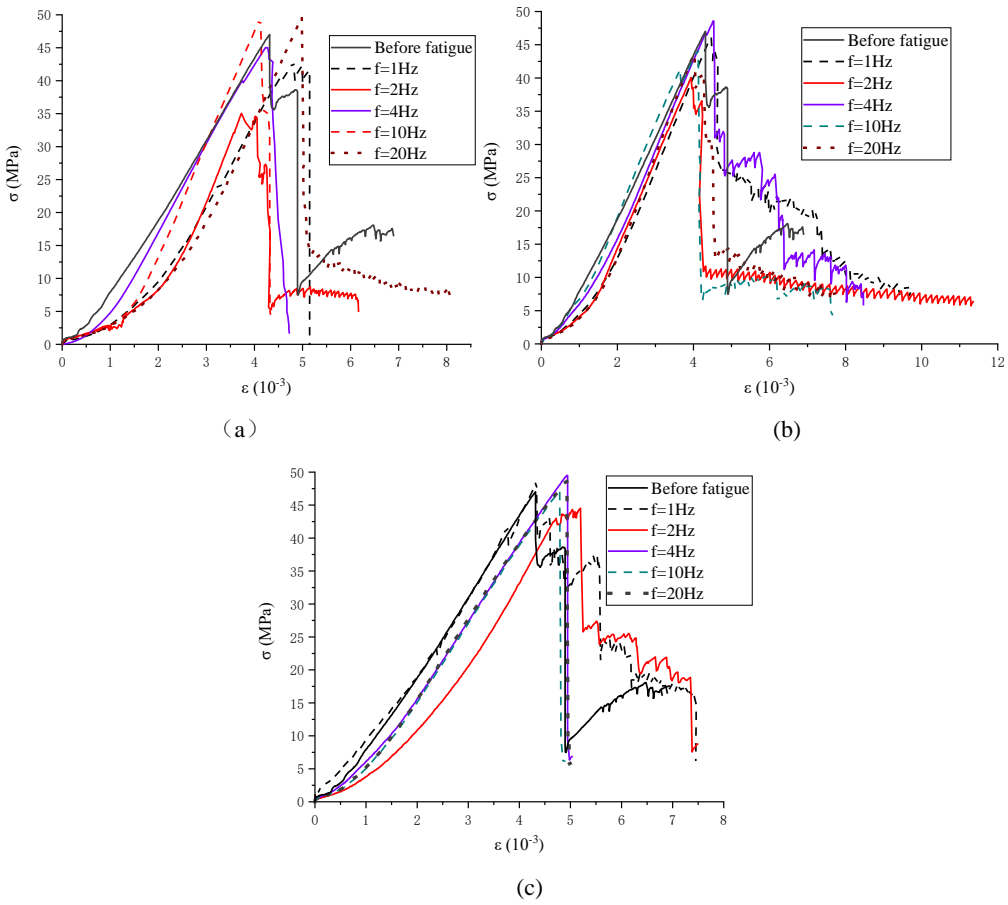 50
45
40
35
30
25
20
15
10
5
0
σ (MPa)
0 1 2 3 4 5 6 7 8
ε (10⁻³)
Before fatigue
f=1Hz
f=2Hz
f=4Hz
f=10Hz
f=20Hz
（a）
50
45
40
35
30
25
20
15
10
5
0
σ (MPa)
0 2 4 6 8 10 12
ε (10⁻³)
Before fatigue
f=1Hz
f=2Hz
f=4Hz
f=10Hz
f=20Hz
(b)
50
45
40
35
30
25
20
15
10
5
0
σ (MPa)
0 1 2 3 4 5 6 7 8
ε (10⁻³)
Before fatigue
f=1Hz
f=2Hz
f=4Hz
f=10Hz
f=20Hz
(c)